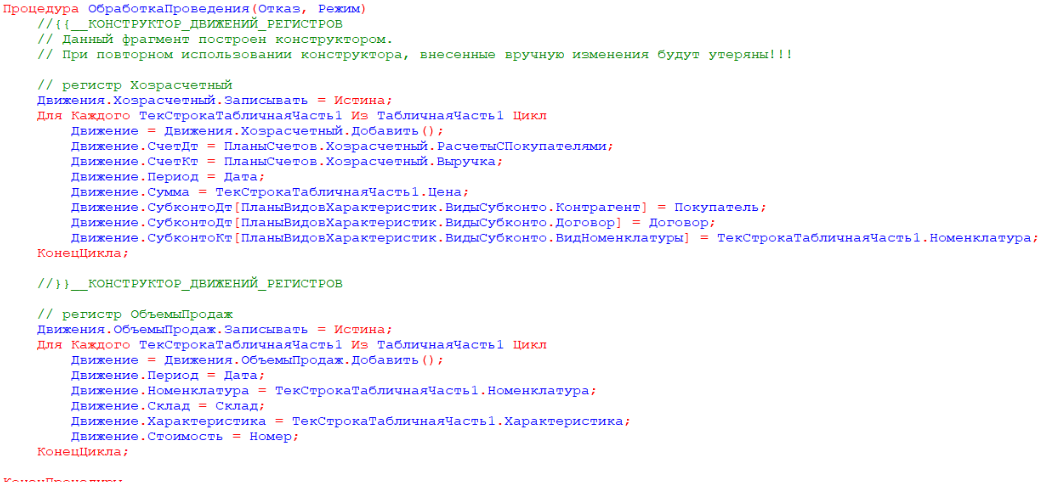 Процедура ОбработкаПроведения(Отказ, Режим)
//{{__КОНСТРУКТОР_ДВИЖЕНИЙ_РЕГИСТРОВ
// Данный фрагмент построен конструктором.
// При повторном использовании конструктора, внесенные вручную изменения будут утеряны!!!
// регистр Хозрасчетный
Движения.Хозрасчетный.Записывать = Истина;
Для Каждого ТекСтрокаТабличнаяЧасть1 Из ТабличнаяЧасть1 Цикл
Движение = Движения.Хозрасчетный.Добавить();
Движение.СчетДт = ПланыСчетов.Хозрасчетный.РасчетыСПокупателями;
Движение.СчетКт = ПланыСчетов.Хозрасчетный.Выручка;
Движение.Период = Дата;
Движение.Сумма = ТекСтрокаТабличнаяЧасть1.Цена;
Движение.СубконтоДт[ПланыВидовХарактеристик.ВидыСубконто.Контрагент] = Покупатель;
Движение.СубконтоДт[ПланыВидовХарактеристик.ВидыСубконто.Договор] = Договор;
Движение.СубконтоКт[ПланыВидовХарактеристик.ВидыСубконто.ВидНоменклатуры] = ТекСтрокаТабличнаяЧасть1.Номенклатура;
КонецЦикла;
//}}__КОНСТРУКТОР_ДВИЖЕНИЙ_РЕГИСТРОВ
// регистр ОбъемыПродаж
Движения.ОбъемыПродаж.Записывать = Истина;
Для Каждого ТекСтрокаТабличнаяЧасть1 Из ТабличнаяЧасть1 Цикл
Движение = Движения.ОбъемыПродаж.Добавить();
Движение.Период = Дата;
Движение.Номенклатура = ТекСтрокаТабличнаяЧасть1.Номенклатура;
Движение.Склад = Склад;
Движение.Характеристика = ТекСтрокаТабличнаяЧасть1.Характеристика;
Движение.Стоимость = Номер;
КонецЦикла;
КонецПроцедуры